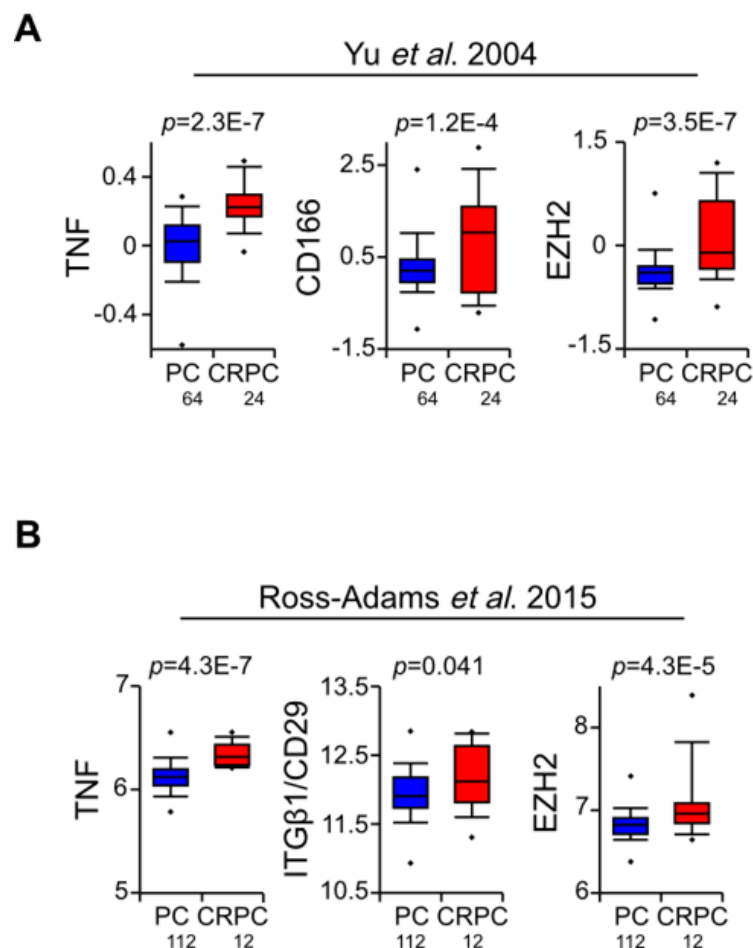 A
Yu et al. 2004
p=2.3E-7
p=1.2E-4
p=3.5E-7
TNF
0.4
0
-0.4
PC CRPC
64 24
CD166
2.5
0.5
-1.5
PC CRPC
64 24
EZH2
1.5
0
-1.5
PC CRPC
64 24
B
Ross-Adams et al. 2015
p=4.3E-7
p=0.041
p=4.3E-5
TNF
7
6
5
PC CRPC
112 12
ITGβ1/CD29
13.5
12.5
11.5
10.5
PC CRPC
112 12
EZH2
8
7
6
PC CRPC
112 12